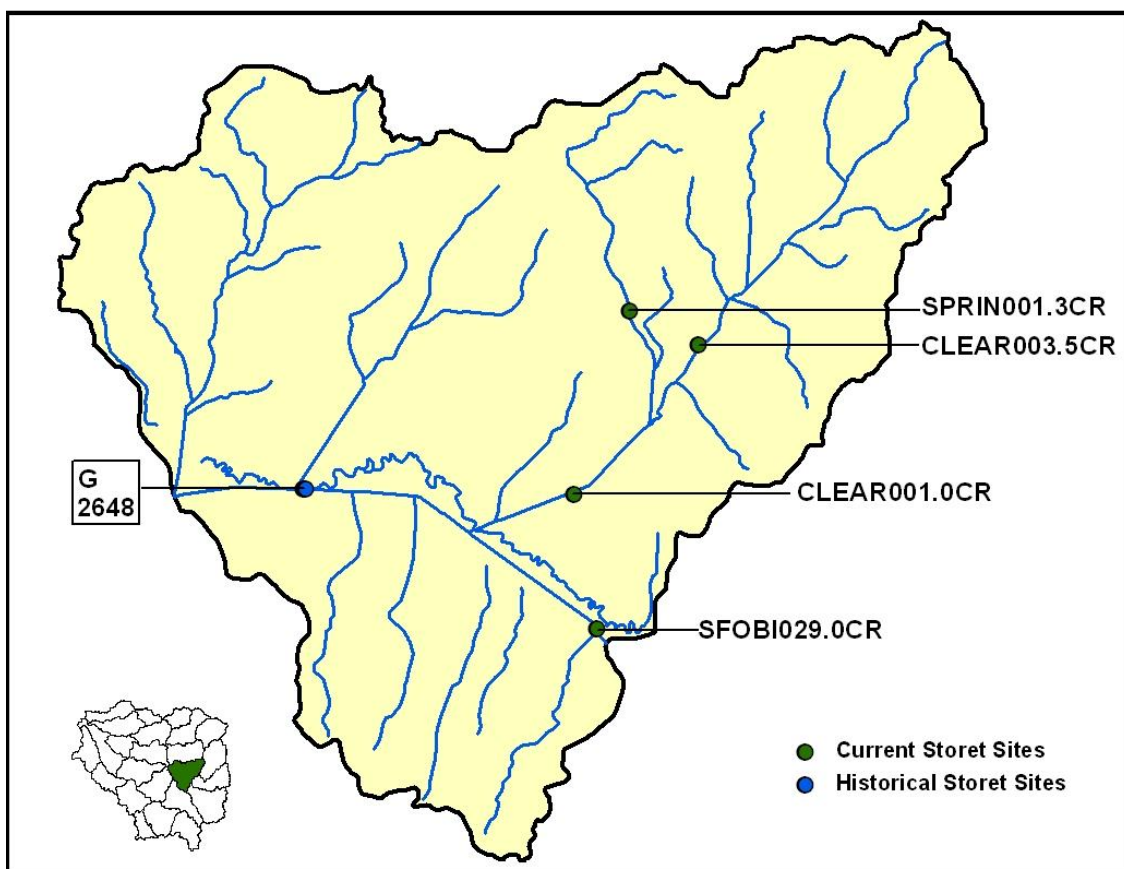 SPRIN001.3CR
CLEAR003.5CR
G
2648
CLEAR001.0CR
SFOBI029.0CR
Current Storet Sites
Historical Storet Sites